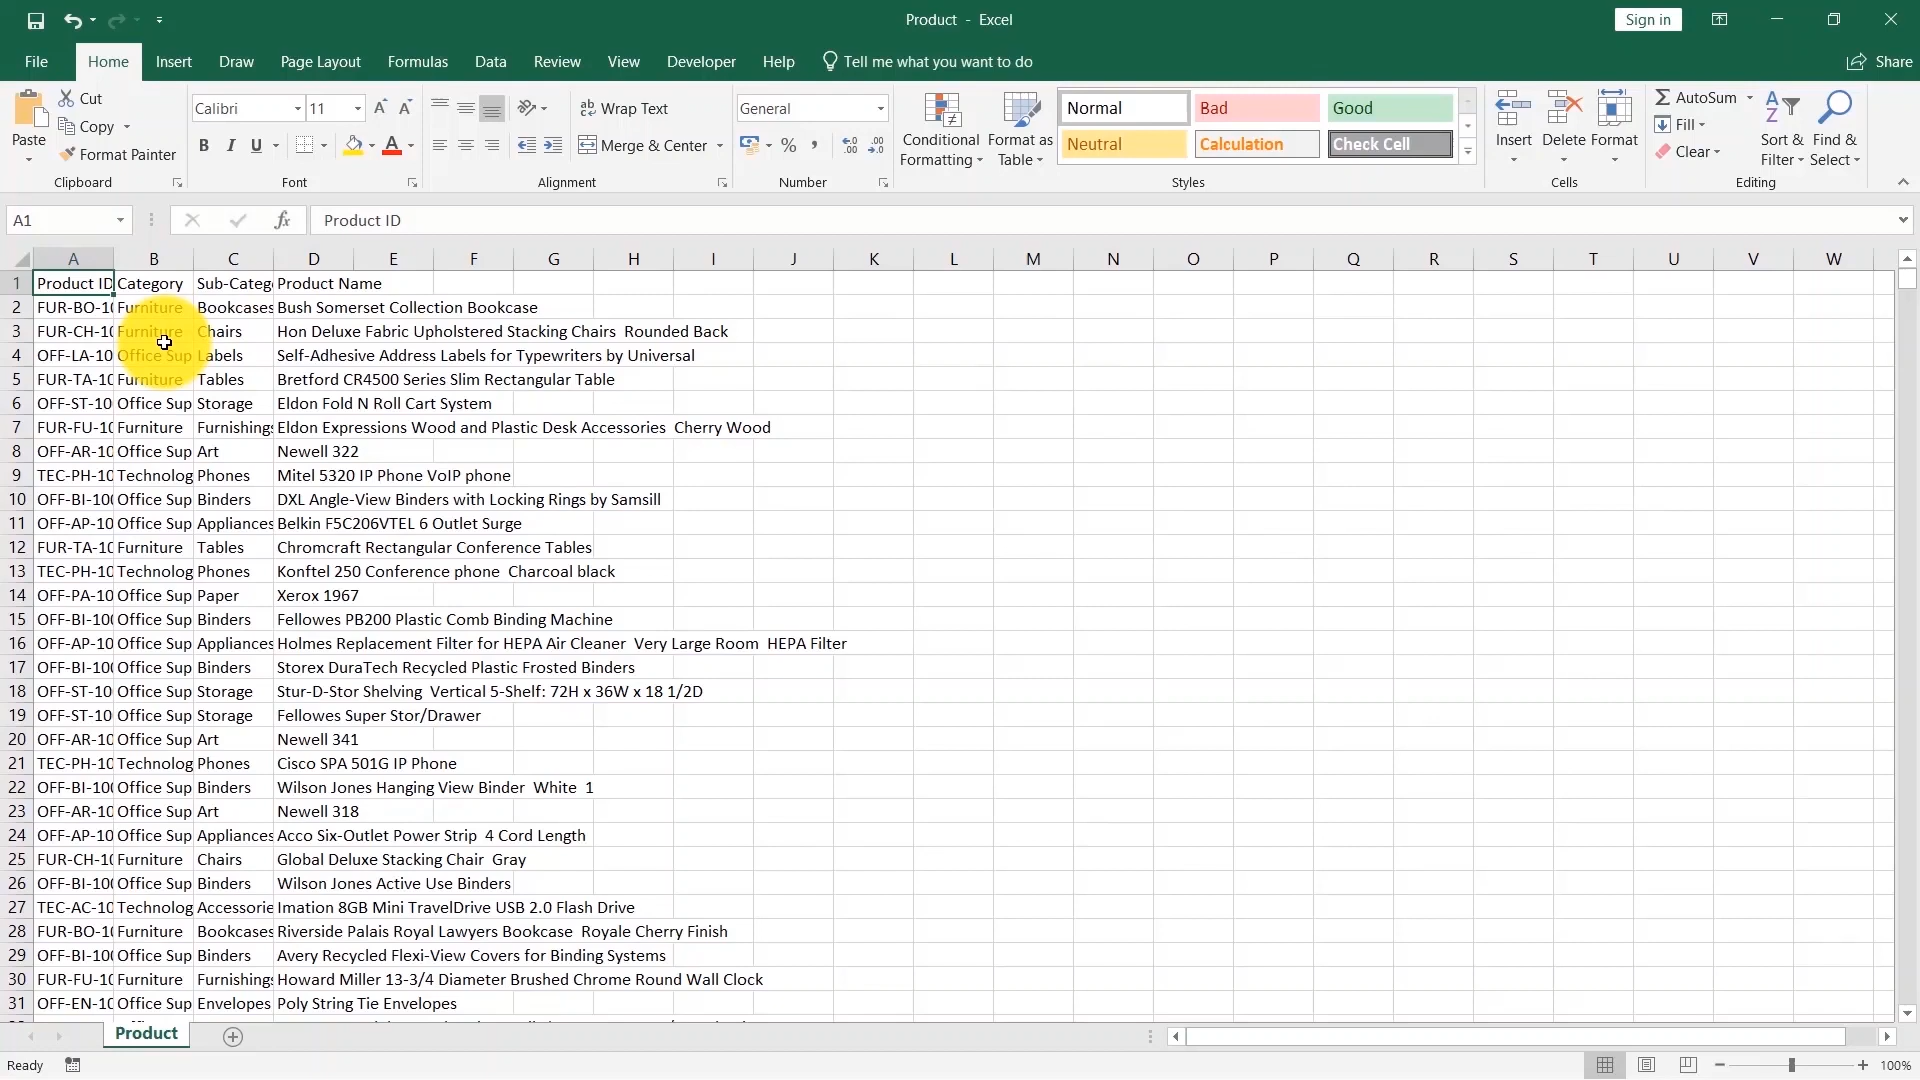 Product - Excel
Sign in
File Home Insert Draw Page Layout Formulas Data Review View Developer Help Tell me what you want to do Share
Paste
Cut
Copy
Format Painter
Clipboard
Calibri 11
B I U
Font
Wrap Text
Merge & Center
Alignment
General
%
Number
Conditional Formatting
Format as Table
Normal Bad Good
Neutral Calculation Check Cell
Styles
Insert Delete Format
Cells
AutoSum
Fill
Clear
Sort & Filter
Find & Select
Editing
A1 fx Product ID
A B C D E F G H I J K L M N O P Q R S T U V W
1 Product ID Category Sub-Categ Product Name
2 FUR-BO-10 Furniture Bookcases Bush Somerset Collection Bookcase
3 FUR-CH-10 Furniture Chairs Hon Deluxe Fabric Upholstered Stacking Chairs  Rounded Back
4 OFF-LA-10 Office Sup Labels Self-Adhesive Address Labels for Typewriters by Universal
5 FUR-TA-10 Furniture Tables Bretford CR4500 Series Slim Rectangular Table
6 OFF-ST-10 Office Sup Storage Eldon Fold N Roll Cart System
7 FUR-FU-10 Furniture Furnishings Eldon Expressions Wood and Plastic Desk Accessories  Cherry Wood
8 OFF-AR-10 Office Sup Art Newell 322
9 TEC-PH-10 Technolog Phones Mitel 5320 IP Phone VoIP phone
10 OFF-BI-100 Office Sup Binders DXL Angle-View Binders with Locking Rings by Samsill
11 OFF-AP-10 Office Sup Appliances Belkin F5C206VTEL 6 Outlet Surge
12 FUR-TA-10 Furniture Tables Chromcraft Rectangular Conference Tables
13 TEC-PH-10 Technolog Phones Konftel 250 Conference phone  Charcoal black
14 OFF-PA-10 Office Sup Paper Xerox 1967
15 OFF-BI-100 Office Sup Binders Fellowes PB200 Plastic Comb Binding Machine
16 OFF-AP-10 Office Sup Appliances Holmes Replacement Filter for HEPA Air Cleaner  Very Large Room  HEPA Filter
17 OFF-BI-100 Office Sup Binders Storex DuraTech Recycled Plastic Frosted Binders
18 OFF-ST-10 Office Sup Storage Stur-D-Stor Shelving  Vertical 5-Shelf: 72H x 36W x 18 1/2D
19 OFF-ST-10 Office Sup Storage Fellowes Super Stor/Drawer
20 OFF-AR-10 Office Sup Art Newell 341
21 TEC-PH-10 Technolog Phones Cisco SPA 501G IP Phone
22 OFF-BI-100 Office Sup Binders Wilson Jones Hanging View Binder  White  1
23 OFF-AR-10 Office Sup Art Newell 318
24 OFF-AP-10 Office Sup Appliances Acco Six-Outlet Power Strip  4 Cord Length
25 FUR-CH-10 Furniture Chairs Global Deluxe Stacking Chair  Gray
26 OFF-BI-100 Office Sup Binders Wilson Jones Active Use Binders
27 TEC-AC-10 Technolog Accessorie Imation 8GB Mini TravelDrive USB 2.0 Flash Drive
28 FUR-BO-10 Furniture Bookcases Riverside Palais Royal Lawyers Bookcase  Royale Cherry Finish
29 OFF-BI-100 Office Sup Binders Avery Recycled Flexi-View Covers for Binding Systems
30 FUR-FU-10 Furniture Furnishings Howard Miller 13-3/4 Diameter Brushed Chrome Round Wall Clock
31 OFF-EN-10 Office Sup Envelopes Poly String Tie Envelopes
Product
Ready 100%